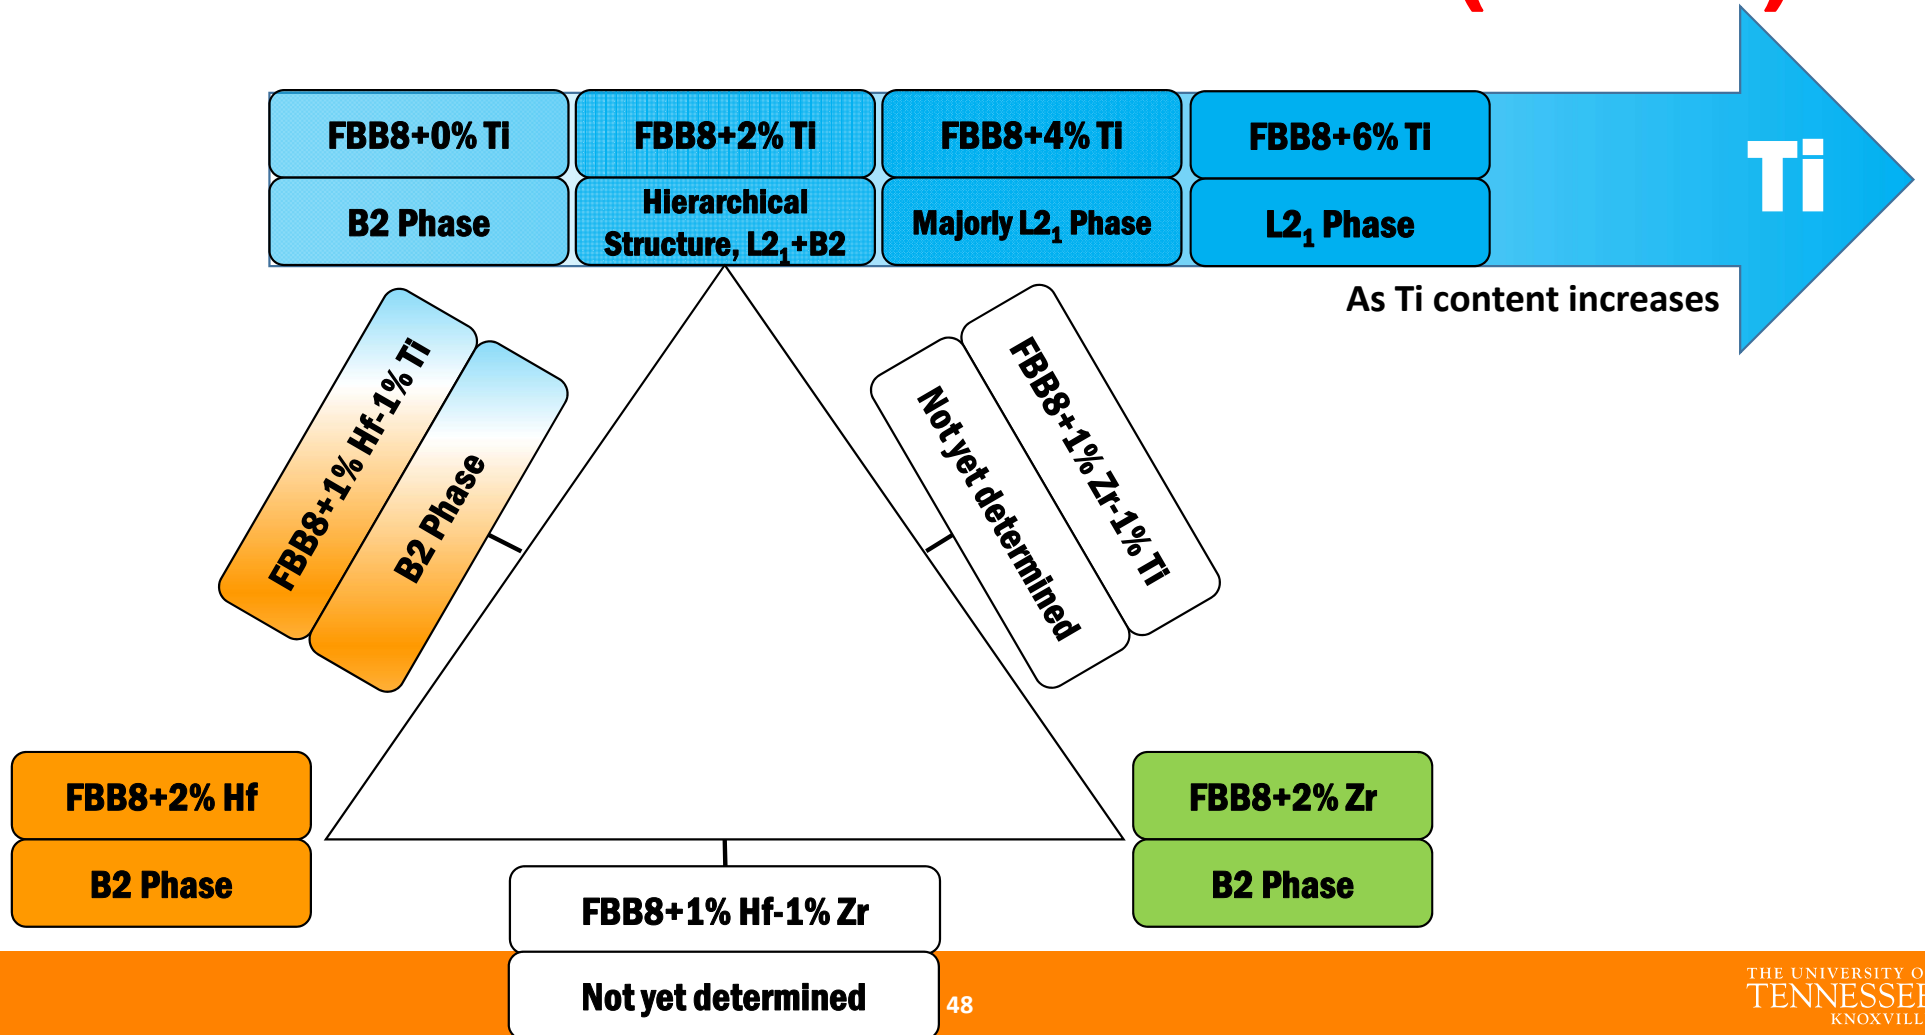 FBB8+0% Ti
FBB8+2% Ti
FBB8+4% Ti
FBB8+6% Ti
Ti
B2 Phase
Hierarchical
Structure, L2₁+B2
Majorly L2₁ Phase
L2₁ Phase
As Ti content increases
FBB8+1% Hf-1% Ti
B2 Phase
Not yet determined
FBB8+1% Zr-1% Ti
FBB8+2% Hf
B2 Phase
FBB8+2% Zr
B2 Phase
FBB8+1% Hf-1% Zr
Not yet determined
48
THE UNIVERSITY O
TENNESSEE
KNOXVILL